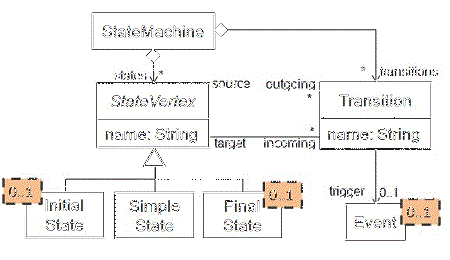 StateMachine
states
*
source
outgoing
*
*
transitions
StateVertex
name: String
Transition
name: String
target
incoming
*
0..1
Initial
State
Simple
State
Final
State
0..1
trigger
0..1
Event
0..1